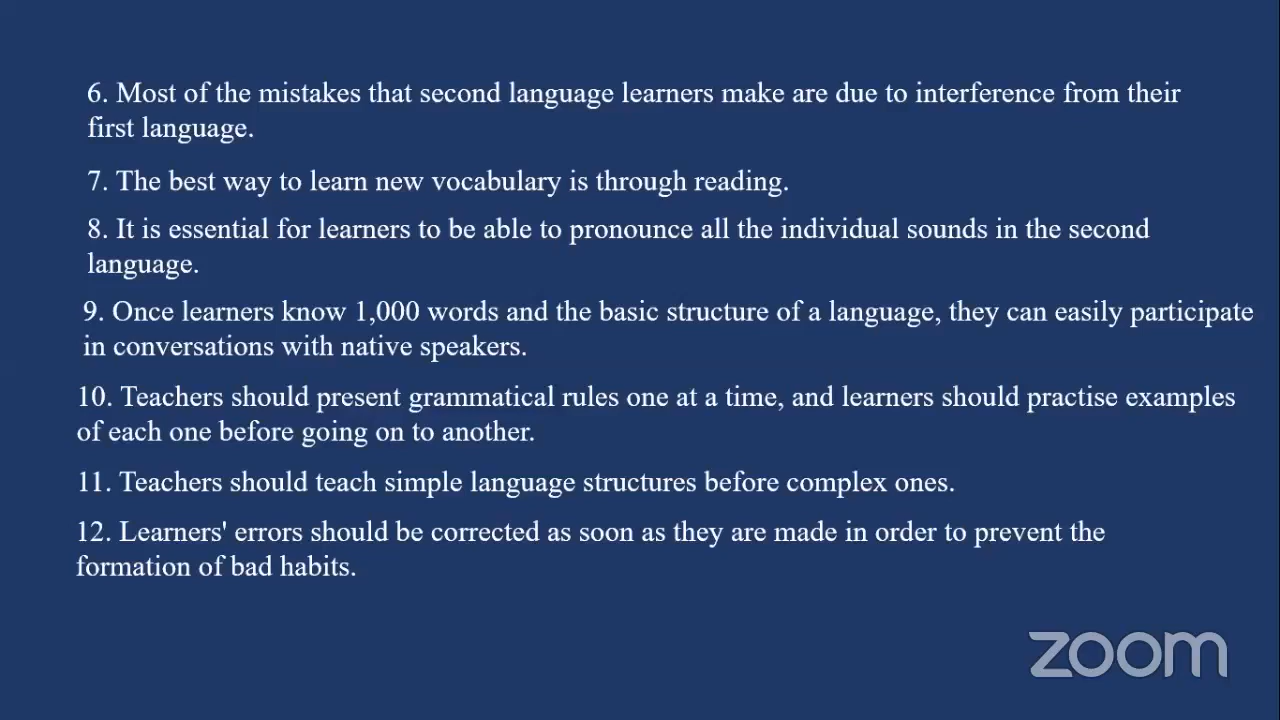 6. Most of the mistakes that second language learners make are due to interference from their
first language.
7. The best way to learn new vocabulary is through reading.
8. It is essential for learners to be able to pronounce all the individual sounds in the second
language.
9. Once learners know 1,000 words and the basic structure of a language, they can easily participate
in conversations with native speakers.
10. Teachers should present grammatical rules one at a time, and learners should practise examples
of each one before going on to another.
11. Teachers should teach simple language structures before complex ones.
12. Learners' errors should be corrected as soon as they are made in order to prevent the
formation of bad habits.
zoom